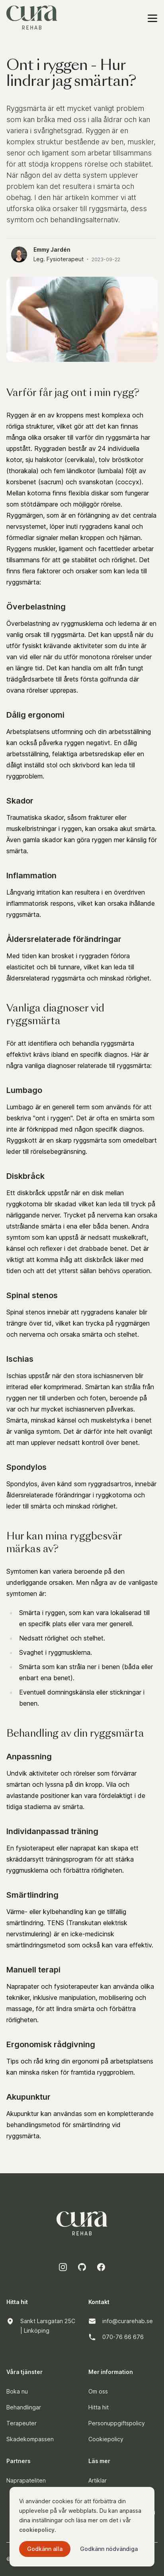 cura
REHAB
Ont i ryggen - Hur
lindrar jag smärtan?
Ryggsmärta är ett mycket vanligt problem
som kan bråka med oss i alla åldrar och kan
variera i svårighetsgrad. Ryggen är en
komplex struktur bestående av ben, muskler,
senor och ligament som arbetar tillsammans
för att stödja kroppens rörelse och stabilitet.
När någon del av detta system upplever
problem kan det resultera i smärta och
obehag. I den här artikeln kommer vi att
utforska olika orsaker till ryggsmärta, dess
symtom och behandlingsalternativ.
Emmy Jardén
Leg. Fysioterapeut • 2023-09-22
Varför får jag ont i min rygg?
Ryggen är en av kroppens mest komplexa och
rörliga strukturer, vilket gör att det kan finns
många olika orsaker till varför din ryggsmärta har
uppstått. Ryggraden består av 24 individuella
kotor, sju halskotor (cervikala), tolv bröstkotor
(thorakala) och fem ländkotor (lumbala) följt av
korsbenet (sacrum) och svanskotan (coccyx).
Mellan kotorna finns flexibla diskar som fungerar
som stötdämpare och möjliggör rörelse.
Ryggmärgen, som är en förlängning av det centrala
nervsystemet, löper inuti ryggradens kanal och
förmedlar signaler mellan kroppen och hjärnan.
Ryggens muskler, ligament och facettleder arbetar
tillsammans för att ge stabilitet och rörlighet. Det
finns flera faktorer och orsaker som kan leda till
ryggsmärta:
Överbelastning
Överbelastning av ryggmusklerna och lederna är en
vanlig orsak till ryggsmärta. Det kan uppstå när du
utför fysiskt krävande aktiviteter som du inte är
van vid eller när du utför monotona rörelser under
en längre tid. Det kan handla om allt från tungt
trädgårdsarbete till årets första golfrunda där
ovana rörelser upprepas.
Dålig ergonomi
Arbetsplatsens utformning och din arbetsställning
kan också påverka ryggen negativt. En dålig
arbetsställning, felaktiga arbetsredskap eller en
dåligt inställd stol och skrivbord kan leda till
ryggproblem.
Skador
Traumatiska skador, såsom frakturer eller
muskelbristningar i ryggen, kan orsaka akut smärta.
Även gamla skador kan göra ryggen mer känslig för
smärta.
Inflammation
Långvarig irritation kan resultera i en överdriven
inflammatorisk respons, vilket kan orsaka ihållande
ryggsmärta.
Åldersrelaterade förändringar
Med tiden kan brosket i ryggraden förlora
elasticitet och bli tunnare, vilket kan leda till
åldersrelaterad ryggsmärta och minskad rörlighet.
Vanliga diagnoser vid
ryggsmärta
För att identifiera och behandla ryggsmärta
effektivt krävs ibland en specifik diagnos. Här är
några vanliga diagnoser relaterade till ryggsmärta:
Lumbago
Lumbago är en generell term som används för att
beskriva "ont i ryggen". Det är ofta en smärta som
inte är förknippad med någon specifik diagnos.
Ryggskott är en skarp ryggsmärta som omedelbart
leder till rörelsebegränsning.
Diskbråck
Ett diskbråck uppstår när en disk mellan
ryggkotorna blir skadad vilket kan leda till tryck på
närliggande nerver. Trycket på nerverna kan orsaka
utstrålande smärta i ena eller båda benen. Andra
symtom som kan uppstå är nedsatt muskelkraft,
känsel och reflexer i det drabbade benet. Det är
viktigt att komma ihåg att diskbråck läker med
tiden och att det ytterst sällan behövs operation.
Spinal stenos
Spinal stenos innebär att ryggradens kanaler blir
trängre över tid, vilket kan trycka på ryggmärgen
och nerverna och orsaka smärta och stelhet.
Ischias
Ischias uppstår när den stora ischiasnerven blir
irriterad eller komprimerad. Smärtan kan stråla från
ryggen ner till underben och foten, beroende på
var och hur mycket ischiasnerven påverkas.
Smärta, minskad känsel och muskelstyrka i benet är
vanliga symtom. Det är därför inte helt ovanligt
att man upplever nedsatt kontroll över benet.
Spondylos
Spondylos, även känd som ryggradsartros, innebär
åldersrelaterade förändringar i ryggkotorna och
leder till smärta och minskad rörlighet.
Hur kan mina ryggbesvär
märkas av?
Symtomen kan variera beroende på den
underliggande orsaken. Men några av de vanligaste
symtomen är:
Smärta i ryggen, som kan vara lokaliserad till
en specifik plats eller vara mer generell.
Nedsatt rörlighet och stelhet.
Svaghet i ryggmusklerna.
Smärta som kan stråla ner i benen (båda eller
enbart ena benet).
Eventuell domningskänsla eller stickningar i
benen.
Behandling av din ryggsmärta
Anpassning
Undvik aktiviteter och rörelser som förvärrar
smärtan och lyssna på din kropp. Vila och
avlastande positioner kan vara fördelaktigt i de
tidiga stadierna av smärta.
Individanpassad träning
En fysioterapeut eller naprapat kan skapa ett
skräddarsytt träningsprogram för att stärka
ryggmusklerna och förbättra rörligheten.
Smärtlindring
Värme- eller kylbehandling kan ge tillfällig
smärtlindring. TENS (Transkutan elektrisk
nervstimulering) är en icke-medicinsk
smärtlindringsmetod som också kan vara effektiv.
Manuell terapi
Naprapater och fysioterapeuter kan använda olika
tekniker, inklusive manipulation, mobilisering och
massage, för att lindra smärta och förbättra
rörligheten.
Ergonomisk rådgivning
Tips och råd kring din ergonomi på arbetsplatsens
kan minska risken för framtida ryggproblem.
Akupunktur
Akupunktur kan användas som en kompletterande
behandlingsmetod för smärtlindring vid
ryggsmärta.
cura
REHAB
Hitta hit
Sankt Larsgatan 25C
| Linköping
Kontakt
info@curarehab.se
070-76 66 676
Våra tjänster
Boka nu
Behandlingar
Terapeuter
Skadekompassen
Mer information
Om oss
Hitta hit
Personuppgiftspolicy
Cookiepolicy
Partners
Naprapateliten
Läs mer
Artiklar
Vi använder cookies för att förbättra din
upplevelse på vår webbplats. Du kan anpassa
dina inställningar och läsa mer om det i vår
cookiepolicy.
Godkänn alla
Godkänn nödvändiga